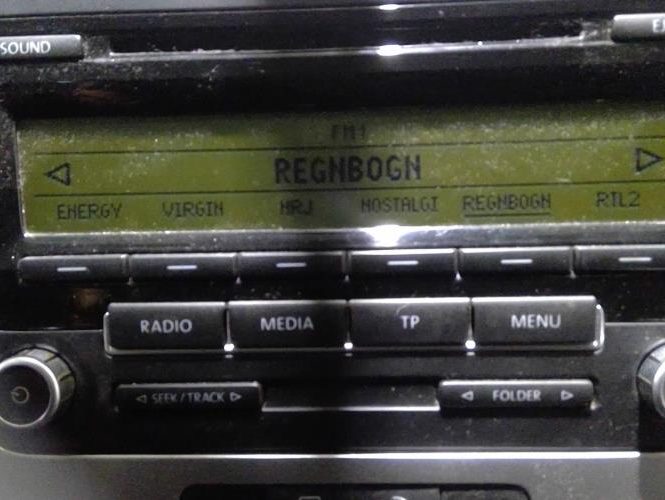 SOUND
FM1
REGNBOGN
ENERGY VIRGIN NRJ NOSTALGI REGNBOGN RTL2
RADIO MEDIA TP MENU
SEEK / TRACK FOLDER